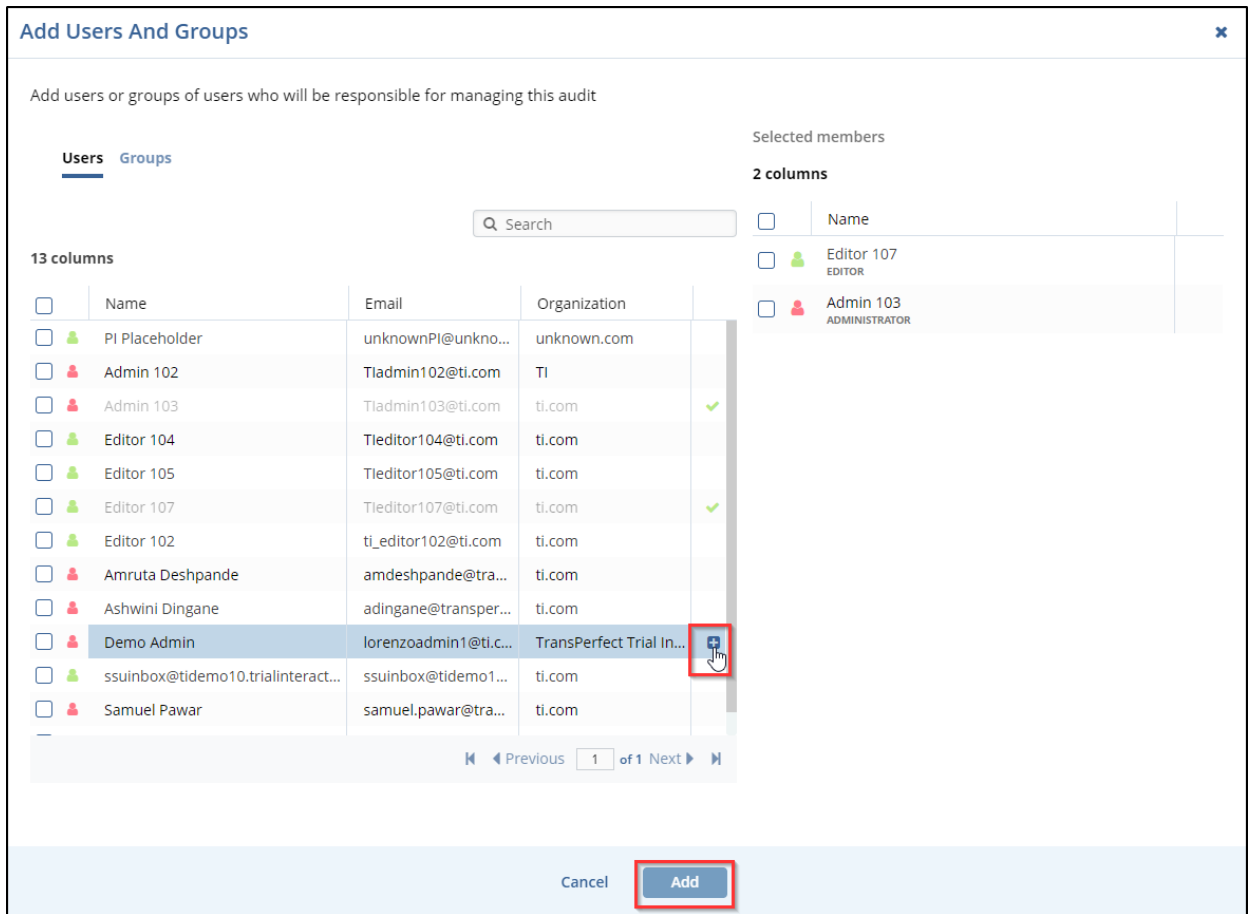 Add Users And Groups
Add users or groups of users who will be responsible for managing this audit
Users Groups
Search
13 columns
Name Email Organization
PI Placeholder unknownPI@unkno... unknown.com
Admin 102 TIadmin102@ti.com TI
Admin 103 TIadmin103@ti.com ti.com
Editor 104 TIeditor104@ti.com ti.com
Editor 105 TIeditor105@ti.com ti.com
Editor 107 TIeditor107@ti.com ti.com
Editor 102 ti_editor102@ti.com ti.com
Amruta Deshpande amdeshpande@tra... ti.com
Ashwini Dingane adingane@transper... ti.com
Demo Admin lorenzoadmin1@ti.c... TransPerfect Trial In...
ssuinbox@tidemo10.trialinteract... ssuinbox@tidemo1... ti.com
Samuel Pawar samuel.pawar@tra... ti.com
Previous 1 of 1 Next
Selected members
2 columns
Name
Editor 107
EDITOR
Admin 103
ADMINISTRATOR
Cancel Add